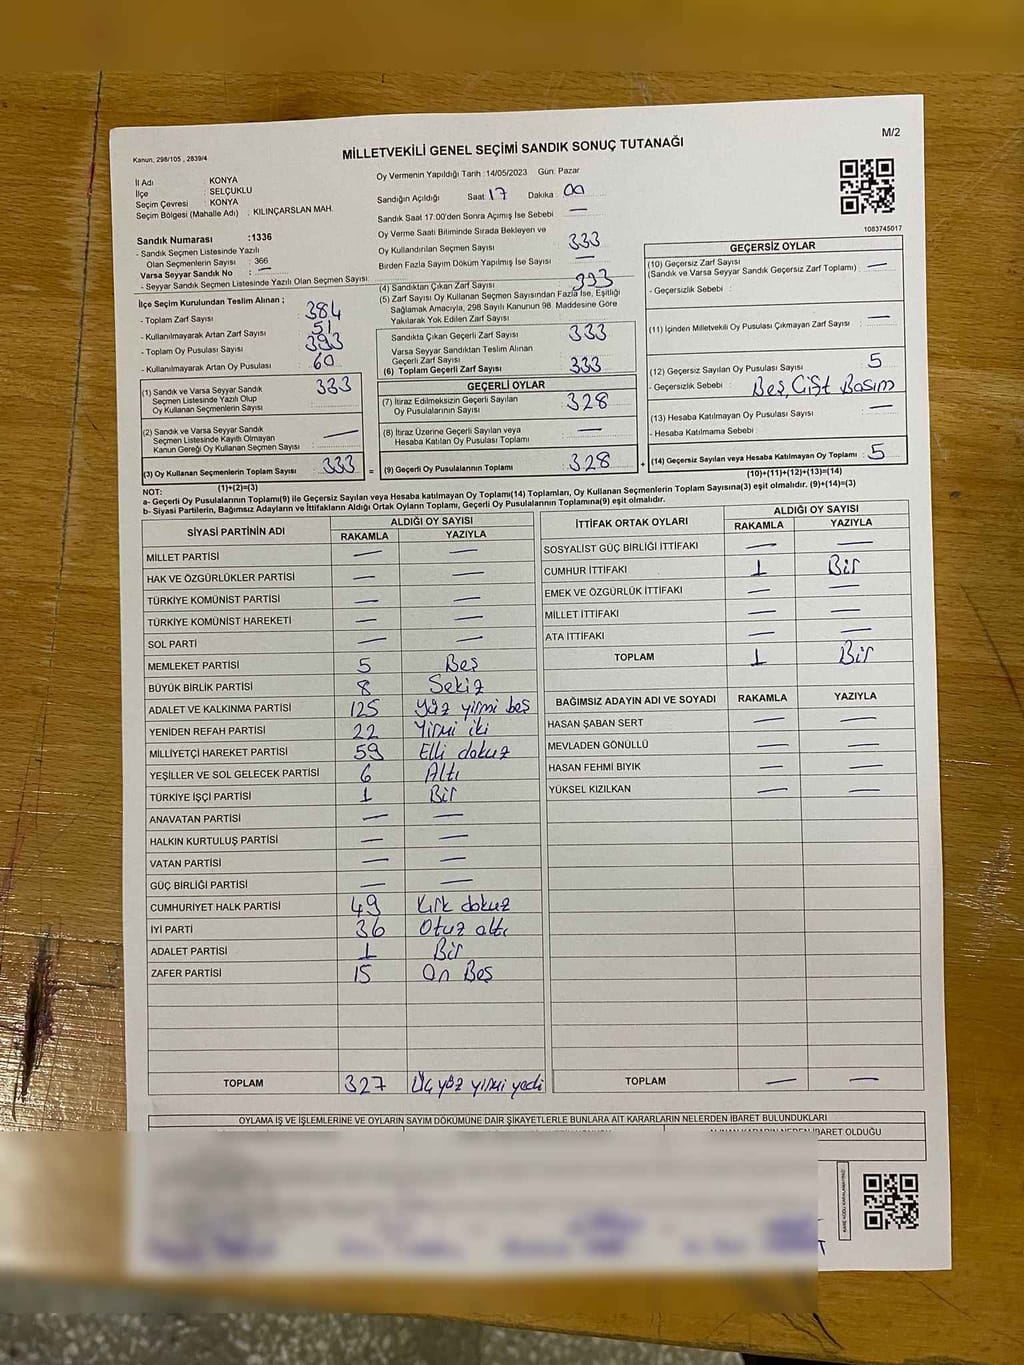 M/2
Kanun, 298/105 , 2839/4
MİLLETVEKİLİ GENEL SEÇİMİ SANDIK SONUÇ TUTANAĞI
İl Adı : KONYA
İlçe : SELÇUKLU
Seçim Çevresi : KONYA
Seçim Bölgesi (Mahalle Adı) : KILINÇARSLAN MAH.
Sandık Numarası :1336
- Sandık Seçmen Listesinde Yazılı
Olan Seçmenlerin Sayısı : 366
Varsa Seyyar Sandık No : —
- Seyyar Sandık Seçmen Listesinde Yazılı Olan Seçmen Sayısı:
İlçe Seçim Kurulundan Teslim Alınan ;
- Toplam Zarf Sayısı : 384
- Kullanılmayarak Artan Zarf Sayısı : 51
- Toplam Oy Pusulası Sayısı : 393
- Kullanılmayarak Artan Oy Pusulası : 60
(1) Sandık ve Varsa Seyyar Sandık
Seçmen Listesinde Yazılı Olup
Oy Kullanan Seçmenlerin Sayısı : 333
(2) Sandık ve Varsa Seyyar Sandık
Seçmen Listesinde Kayıtlı Olmayan
Kanun Gereği Oy Kullanan Seçmen Sayısı : —
(3) Oy Kullanan Seçmenlerin Toplam Sayısı : 333 =
(1)+(2)=(3)
Oy Vermenin Yapıldığı Tarih :14/05/2023 Gün: Pazar
Sandığın Açıldığı Saat : 17 Dakika : 00
Sandık Saat 17:00'den Sonra Açımış İse Sebebi : —
Oy Verme Saati Bitiminde Sırada Bekleyen ve
Oy Kullandırılan Seçmen Sayısı : 333
Birden Fazla Sayım Döküm Yapılmış İse Sayısı : —
(4) Sandıktan Çıkan Zarf Sayısı : 333
(5) Zarf Sayısı Oy Kullanan Seçmen Sayısından Fazla İse, Eşitliği
Sağlamak Amacıyla, 298 Sayılı Kanunun 98. Maddesine Göre
Yakılarak Yok Edilen Zarf Sayısı :
Sandıkta Çıkan Geçerli Zarf Sayısı : 333
Varsa Seyyar Sandıktan Teslim Alınan
Geçerli Zarf Sayısı :
(6) Toplam Geçerli Zarf Sayısı : 333
GEÇERLİ OYLAR
(7) İtiraz Edilmeksizin Geçerli Sayılan
Oy Pusulalarının Sayısı : 328
(8) İtiraz Üzerine Geçerli Sayılan veya
Hesaba Katılan Oy Pusulası Toplamı : —
(9) Geçerli Oy Pusulalarının Toplamı : 328 +
1083745017
GEÇERSİZ OYLAR
(10) Geçersiz Zarf Sayısı
(Sandık ve Varsa Seyyar Sandık Geçersiz Zarf Toplamı) : —
- Geçersizlik Sebebi :
(11) İçinden Milletvekili Oy Pusulası Çıkmayan Zarf Sayısı : —
(12) Geçersiz Sayılan Oy Pusulası Sayısı : 5
- Geçersizlik Sebebi : Beş, Çift Basım
(13) Hesaba Katılmayan Oy Pusulası Sayısı : —
- Hesaba Katılmama Sebebi :
(14) Geçersiz Sayılan veya Hesaba Katılmayan Oy Toplamı : 5
(10)+(11)+(12)+(13)=(14)
NOT:
a- Geçerli Oy Pusulalarının Toplamı(9) ile Geçersiz Sayılan veya Hesaba katılmayan Oy Toplamı(14) Toplamları, Oy Kullanan Seçmenlerin Toplam Sayısına(3) eşit olmalıdır. (9)+(14)=(3)
b- Siyasi Partilerin, Bağımsız Adayların ve İttifakların Aldığı Ortak Oyların Toplamı, Geçerli Oy Pusulalarının Toplamına(9) eşit olmalıdır.
SİYASİ PARTİNİN ADI ALDIĞI OY SAYISI
RAKAMLA YAZIYLA
MİLLET PARTİSİ — —
HAK VE ÖZGÜRLÜKLER PARTİSİ — —
TÜRKİYE KOMÜNİST PARTİSİ — —
TÜRKİYE KOMÜNİST HAREKETİ — —
SOL PARTİ — —
MEMLEKET PARTİSİ 5 Beş
BÜYÜK BİRLİK PARTİSİ 8 Sekiz
ADALET VE KALKINMA PARTİSİ 125 Yüz yirmi beş
YENİDEN REFAH PARTİSİ 22 Yirmi iki
MİLLİYETÇİ HAREKET PARTİSİ 59 Elli dokuz
YEŞİLLER VE SOL GELECEK PARTİSİ 6 Altı
TÜRKİYE İŞÇİ PARTİSİ 1 Bir
ANAVATAN PARTİSİ — —
HALKIN KURTULUŞ PARTİSİ — —
VATAN PARTİSİ — —
GÜÇ BİRLİĞİ PARTİSİ — —
CUMHURİYET HALK PARTİSİ 49 Kırk dokuz
İYİ PARTİ 36 Otuz altı
ADALET PARTİSİ 1 Bir
ZAFER PARTİSİ 15 On Beş
TOPLAM 327 Üç yüz yirmi yedi
İTTİFAK ORTAK OYLARI ALDIĞI OY SAYISI
RAKAMLA YAZIYLA
SOSYALİST GÜÇ BİRLİĞİ İTTİFAKI — —
CUMHUR İTTİFAKI 1 Bir
EMEK VE ÖZGÜRLÜK İTTİFAKI — —
MİLLET İTTİFAKI — —
ATA İTTİFAKI — —
TOPLAM 1 Bir
BAĞIMSIZ ADAYIN ADI VE SOYADI RAKAMLA YAZIYLA
HASAN ŞABAN SERT — —
MEVLADEN GÖNÜLLÜ — —
HASAN FEHMI BIYIK — —
YÜKSEL KIZILKAN — —
TOPLAM — —
OYLAMA İŞ VE İŞLEMLERİNE VE OYLARIN SAYIM DÖKÜMÜNE DAİR ŞİKAYETLERLE BUNLARA AİT KARARLARIN NELERDEN İBARET BULUNDUKLARI
ALINAN KARARIN NEDEN İBARET OLDUĞU